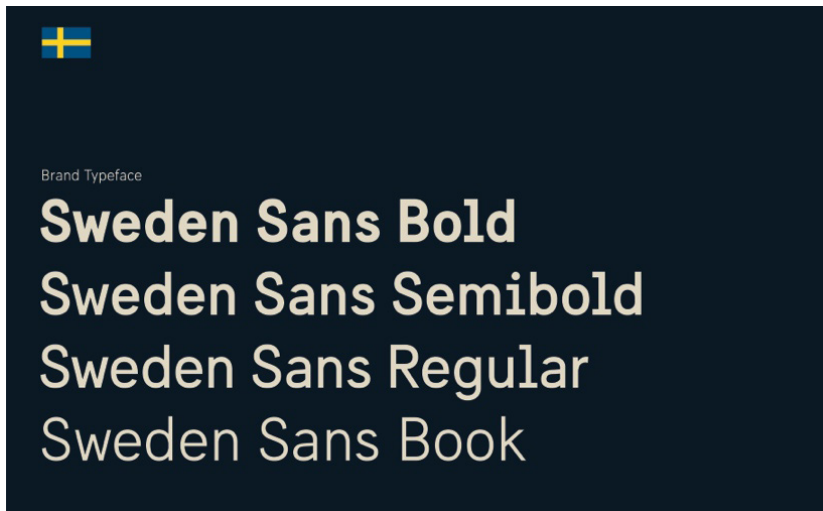 Brand Typeface
Sweden Sans Bold
Sweden Sans Semibold
Sweden Sans Regular
Sweden Sans Book